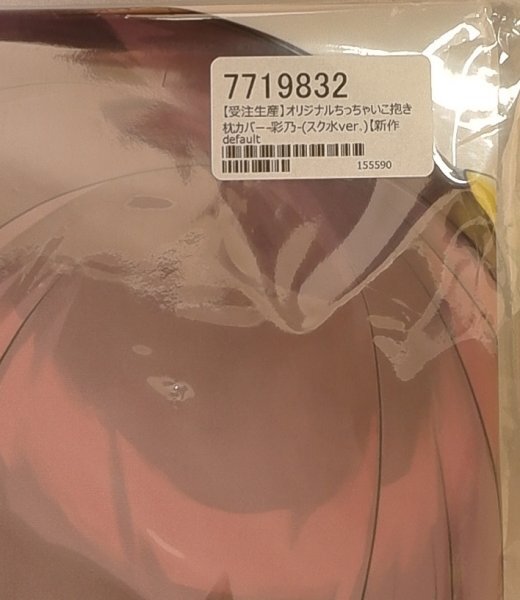 7719832
【受注生産】オリジナルちっちゃいこ抱き
枕カバー-彩乃-(スク水ver.)【新作
default
155590